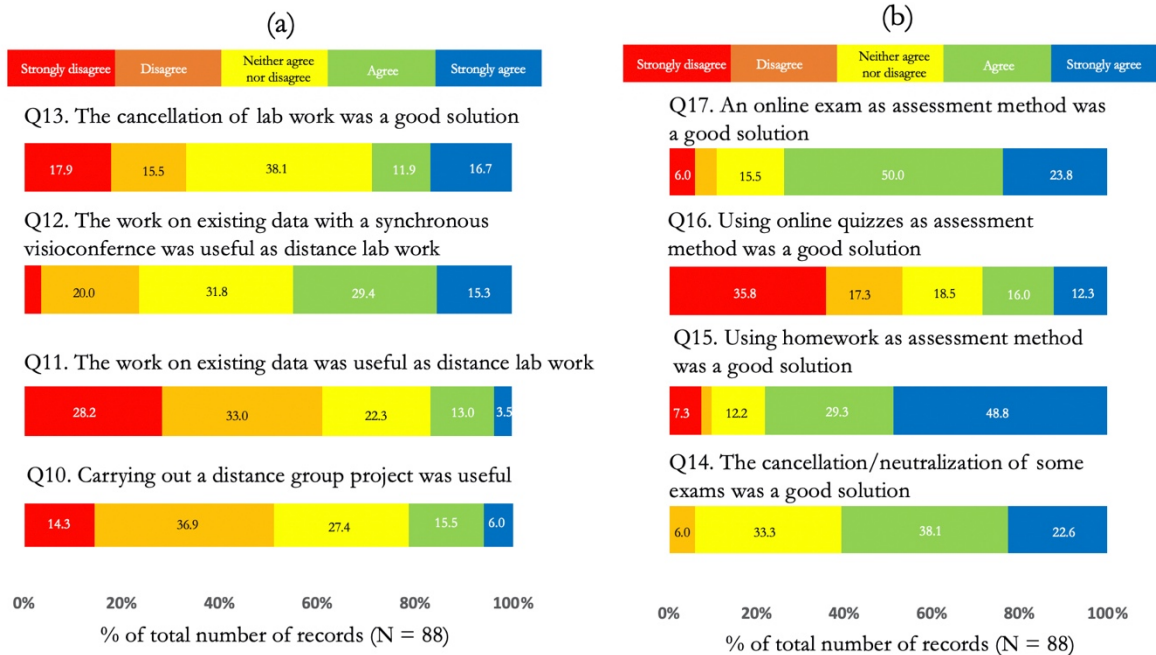 (a)
Strongly disagree Disagree Neither agree nor disagree Agree Strongly agree
Q13. The cancellation of lab work was a good solution
17.9 15.5 38.1 11.9 16.7
Q12. The work on existing data with a synchronous
visioconfernce was useful as distance lab work
20.0 31.8 29.4 15.3
Q11. The work on existing data was useful as distance lab work
28.2 33.0 22.3 13.0 3.5
Q10. Carrying out a distance group project was useful
14.3 36.9 27.4 15.5 6.0
0% 20% 40% 60% 80% 100%
% of total number of records (N = 88)
(b)
Strongly disagree Disagree Neither agree nor disagree Agree Strongly agree
Q17. An online exam as assessment method was
a good solution
6.0 15.5 50.0 23.8
Q16. Using online quizzes as assessment
method was a good solution
35.8 17.3 18.5 16.0 12.3
Q15. Using homework as assessment method
was a good solution
7.3 12.2 29.3 48.8
Q14. The cancellation/neutralization of some
exams was a good solution
6.0 33.3 38.1 22.6
0% 20% 40% 60% 80% 100%
% of total number of records (N = 88)